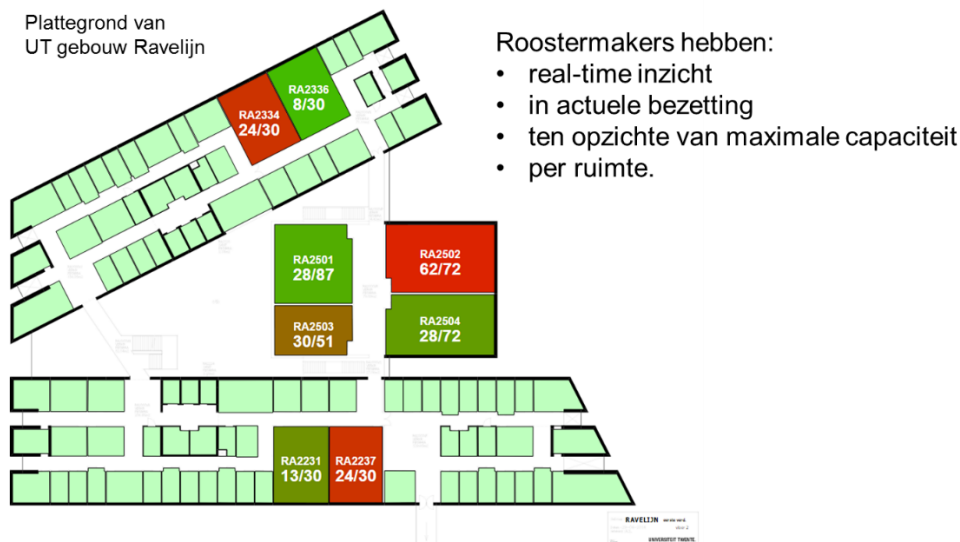 Plattegrond van
UT gebouw Ravelijn
Roostermakers hebben:
• real-time inzicht
• in actuele bezetting
• ten opzichte van maximale capaciteit
• per ruimte.
RA2336
8/30
RA2334
24/30
RA2501
28/87
RA2502
62/72
RA2503
30/51
RA2504
28/72
RA2231
13/30
RA2237
24/30
RAVELIJN
UNIVERSITEIT TWENTE.